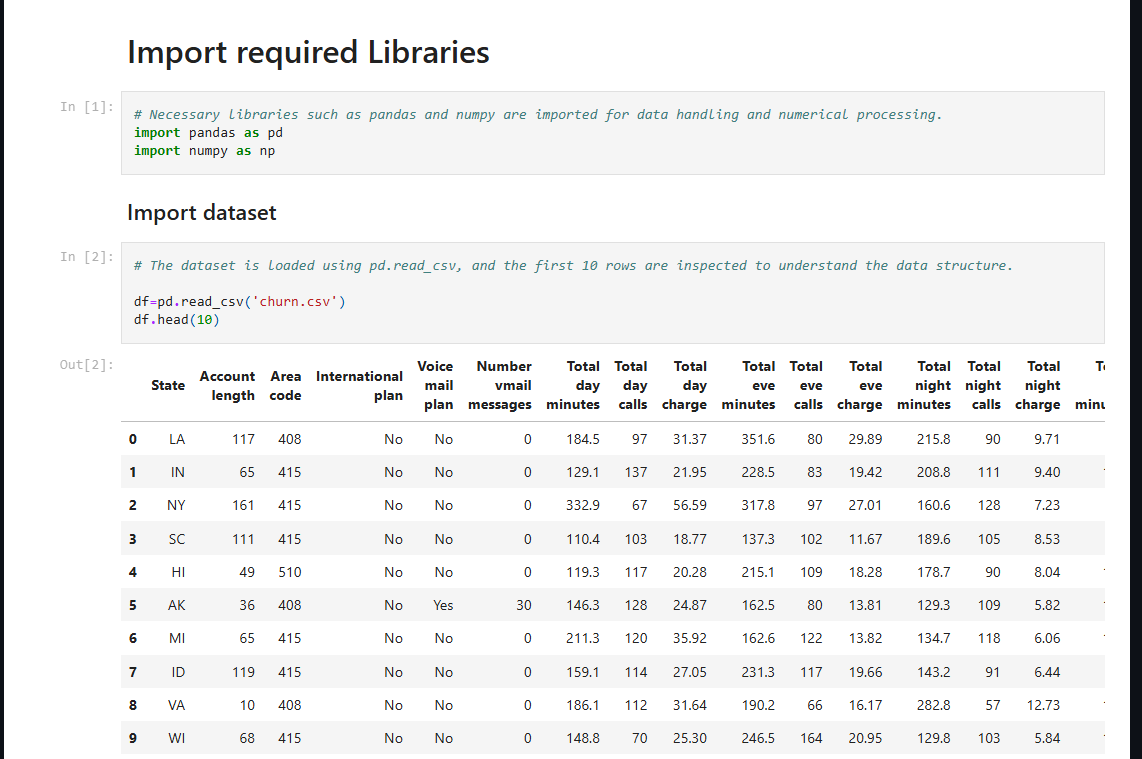 Import required Libraries
In [1]:
# Necessary libraries such as pandas and numpy are imported for data handling and numerical processing.
import pandas as pd
import numpy as np
Import dataset
In [2]:
# The dataset is loaded using pd.read_csv, and the first 10 rows are inspected to understand the data structure.
df=pd.read_csv('churn.csv')
df.head(10)
Out[2]:
State Account length Area code International plan Voice mail plan Number vmail messages Total day minutes Total day calls Total day charge Total eve minutes Total eve calls Total eve charge Total night minutes Total night calls Total night charge
0 LA 117 408 No No 0 184.5 97 31.37 351.6 80 29.89 215.8 90 9.71
1 IN 65 415 No No 0 129.1 137 21.95 228.5 83 19.42 208.8 111 9.40
2 NY 161 415 No No 0 332.9 67 56.59 317.8 97 27.01 160.6 128 7.23
3 SC 111 415 No No 0 110.4 103 18.77 137.3 102 11.67 189.6 105 8.53
4 HI 49 510 No No 0 119.3 117 20.28 215.1 109 18.28 178.7 90 8.04
5 AK 36 408 No Yes 30 146.3 128 24.87 162.5 80 13.81 129.3 109 5.82
6 MI 65 415 No No 0 211.3 120 35.92 162.6 122 13.82 134.7 118 6.06
7 ID 119 415 No No 0 159.1 114 27.05 231.3 117 19.66 143.2 91 6.44
8 VA 10 408 No No 0 186.1 112 31.64 190.2 66 16.17 282.8 57 12.73
9 WI 68 415 No No 0 148.8 70 25.30 246.5 164 20.95 129.8 103 5.84